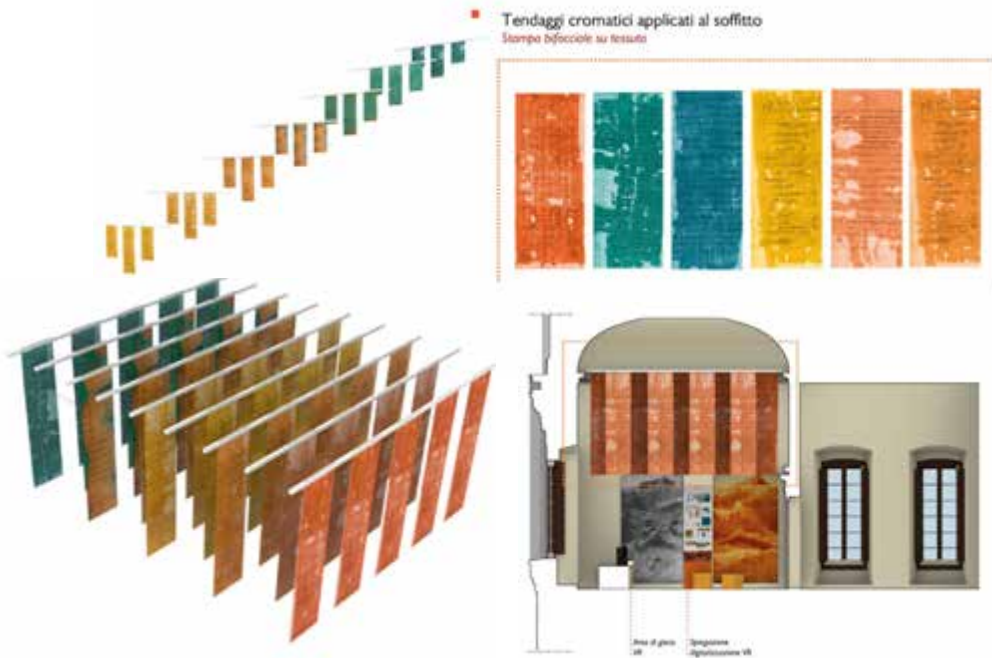 Tendaggi cromatici applicati al soffitto
Stampa bifacciale su tessuto
Area di gioco
VR
Spiegazione
digitalizzazione VR